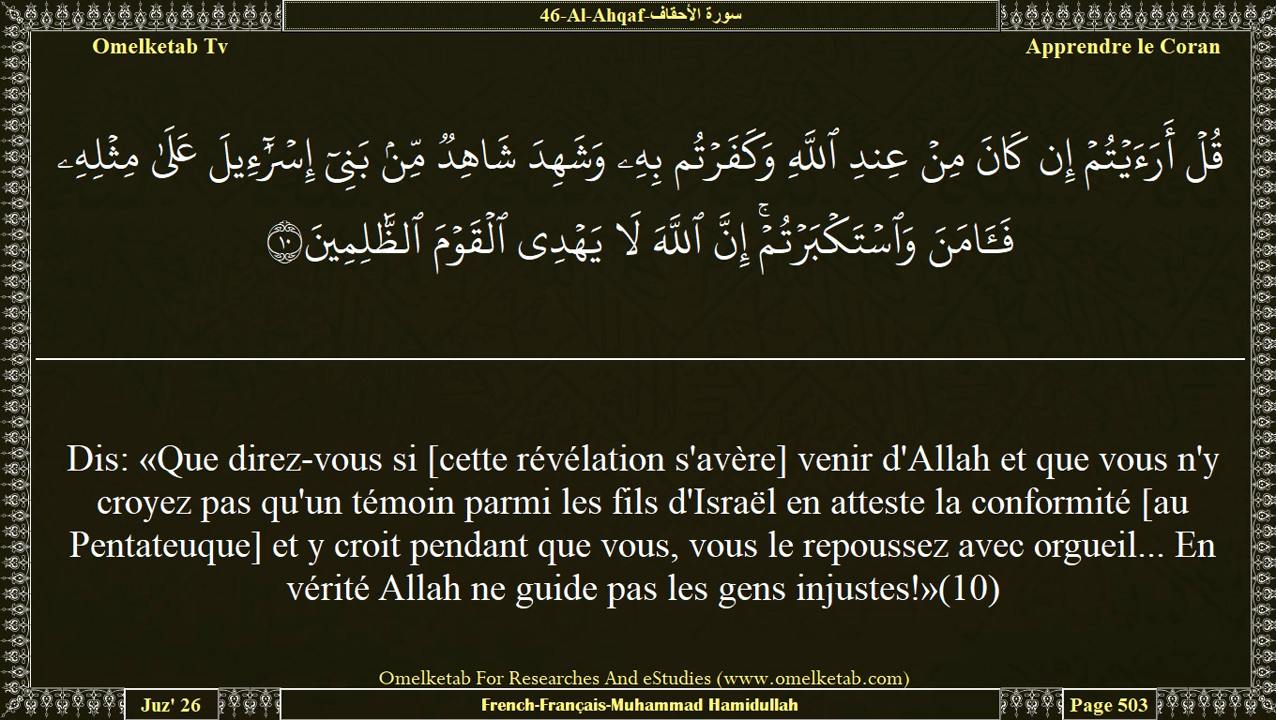 46-Al-Ahqaf-سورة الأحقاف
Omelketab Tv
Apprendre le Coran
قُلْ أَرَءَيْتُمْ إِن كَانَ مِنْ عِندِ ٱللَّهِ وَكَفَرْتُم بِهِۦ وَشَهِدَ شَاهِدٌ مِّنۢ بَنِىٓ إِسْرَٰٓءِيلَ عَلَىٰ مِثْلِهِۦ
فَـَٔامَنَ وَٱسْتَكْبَرْتُمْ ۚ إِنَّ ٱللَّهَ لَا يَهْدِى ٱلْقَوْمَ ٱلظَّٰلِمِينَ ١٠
Dis: «Que direz-vous si [cette révélation s'avère] venir d'Allah et que vous n'y
croyez pas qu'un témoin parmi les fils d'Israël en atteste la conformité [au
Pentateuque] et y croit pendant que vous, vous le repoussez avec orgueil... En
vérité Allah ne guide pas les gens injustes!»(10)
Omelketab For Researches And eStudies (www.omelketab.com)
Juz' 26
French-Français-Muhammad Hamidullah
Page 503